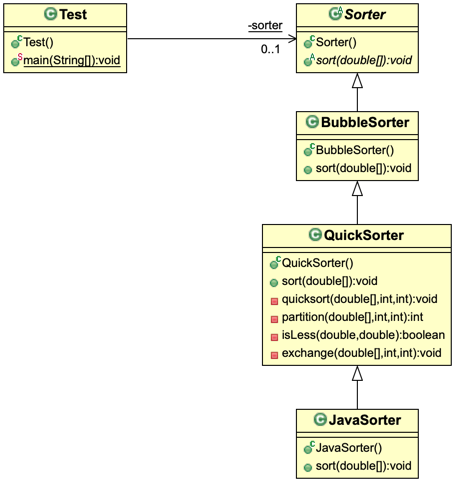 Test
Test()
main(String[]):void
-sorter
0..1
Sorter
Sorter()
sort(double[]):void
BubbleSorter
BubbleSorter()
sort(double[]):void
QuickSorter
QuickSorter()
sort(double[]):void
quicksort(double[],int,int):void
partition(double[],int,int):int
isLess(double,double):boolean
exchange(double[],int,int):void
JavaSorter
JavaSorter()
sort(double[]):void